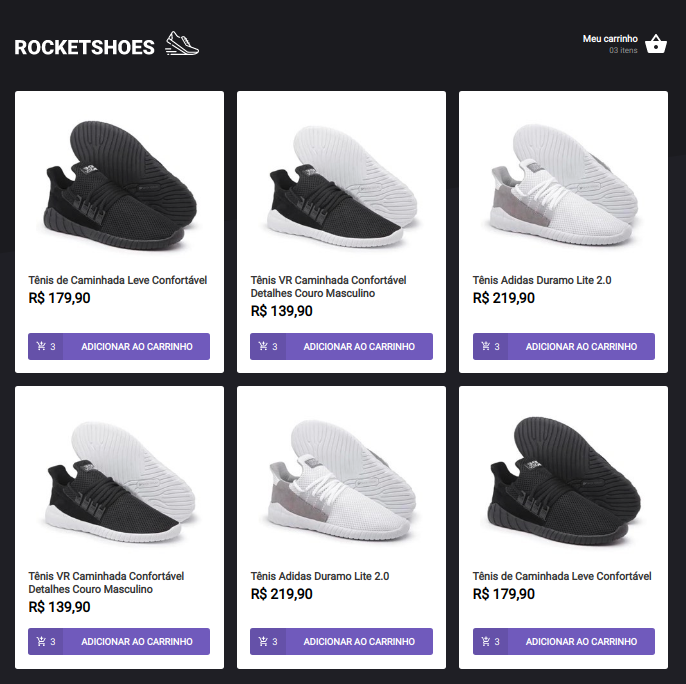 ROCKETSHOES
Meu carrinho
03 itens
Tênis de Caminhada Leve Confortável
R$ 179,90
3 ADICIONAR AO CARRINHO
Tênis VR Caminhada Confortável
Detalhes Couro Masculino
R$ 139,90
3 ADICIONAR AO CARRINHO
Tênis Adidas Duramo Lite 2.0
R$ 219,90
3 ADICIONAR AO CARRINHO
Tênis VR Caminhada Confortável
Detalhes Couro Masculino
R$ 139,90
3 ADICIONAR AO CARRINHO
Tênis Adidas Duramo Lite 2.0
R$ 219,90
3 ADICIONAR AO CARRINHO
Tênis de Caminhada Leve Confortável
R$ 179,90
3 ADICIONAR AO CARRINHO